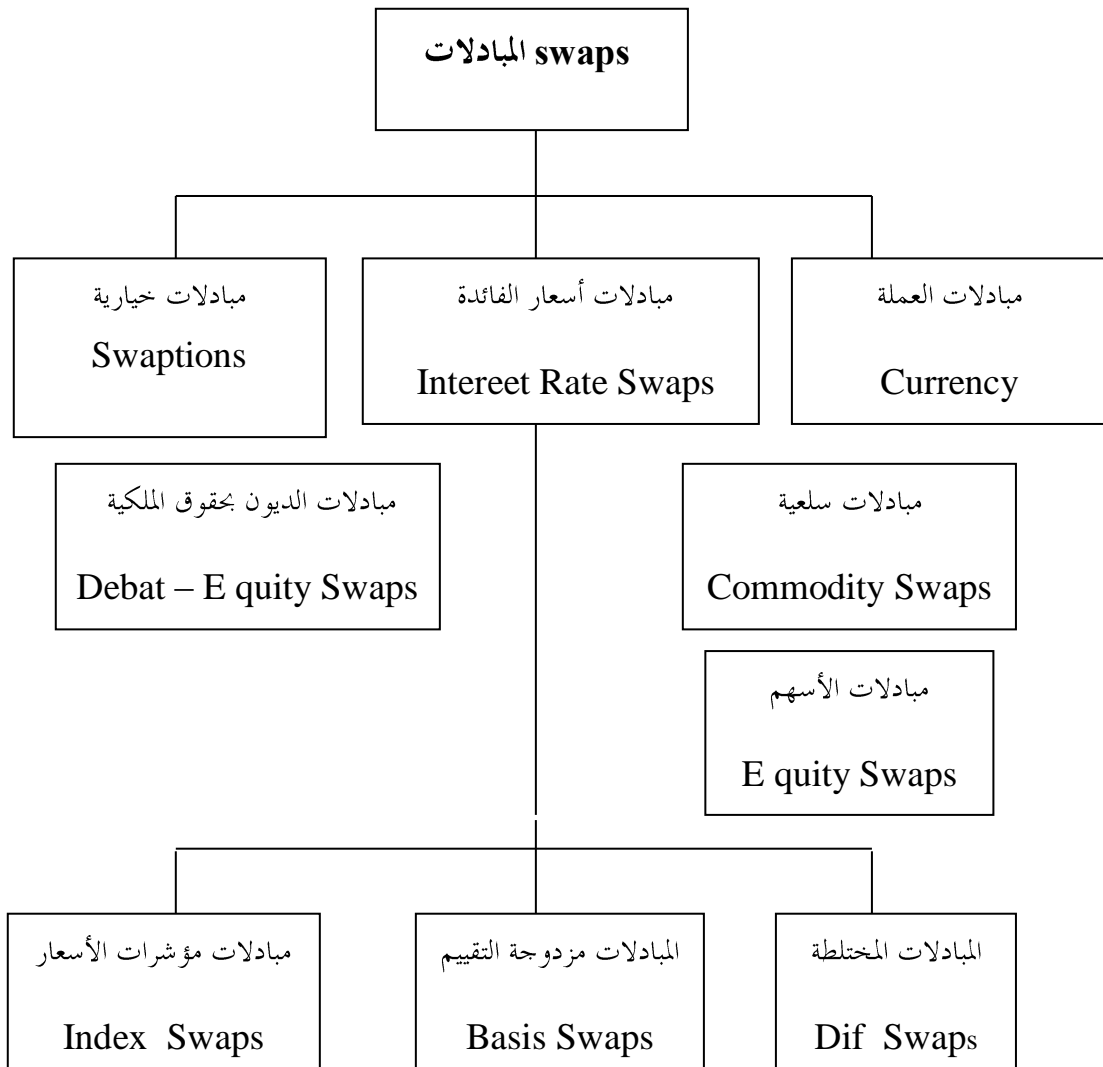 المبادلات swaps
مبادلات خيارية
Swaptions
مبادلات أسعار الفائدة
Intereet Rate Swaps
مبادلات العملة
Currency
مبادلات الديون بحقوق الملكية
Debat – E quity Swaps
مبادلات سلعية
Commodity Swaps
مبادلات الأسهم
E quity Swaps
مبادلات مؤشرات الأسعار
Index Swaps
المبادلات مزدوجة التقييم
Basis Swaps
المبادلات المختلطة
Dif Swaps